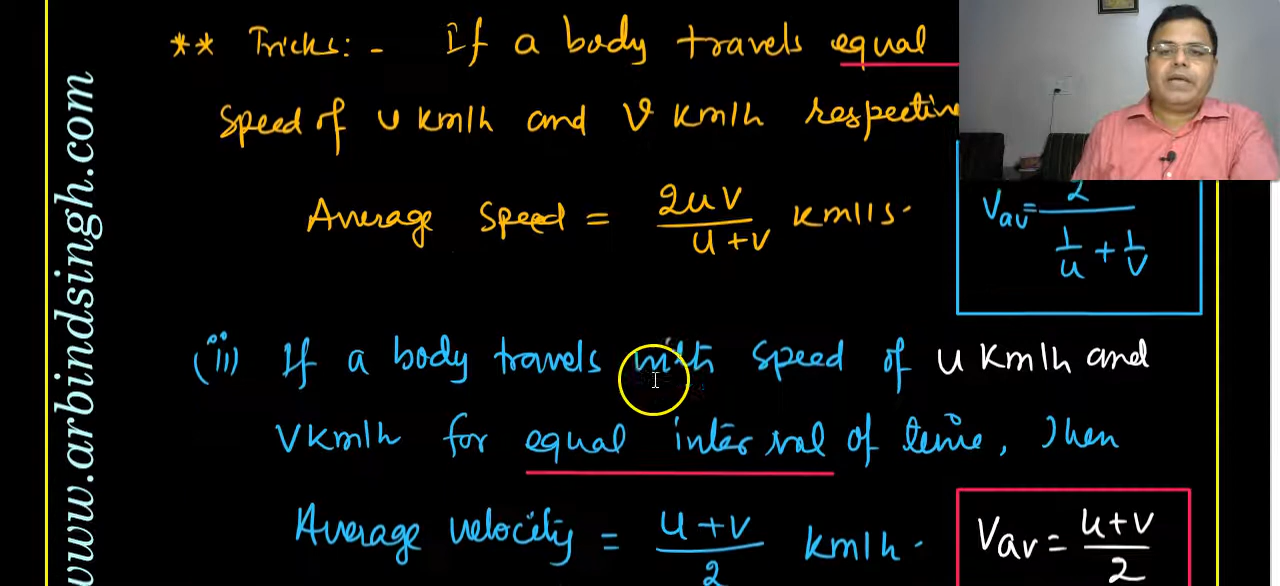 ** Tricks:- If a body travels equal
speed of u km/h and v km/h respective
Average speed = 2uv / u+v km/s.
Vav = 2 / 1/u + 1/v
(ii) If a body travels with speed of u km/h and
v km/h for equal interval of time, then
Average velocity = u+v / 2 km/h.
Vav = u+v / 2
www.arbindsingh.com